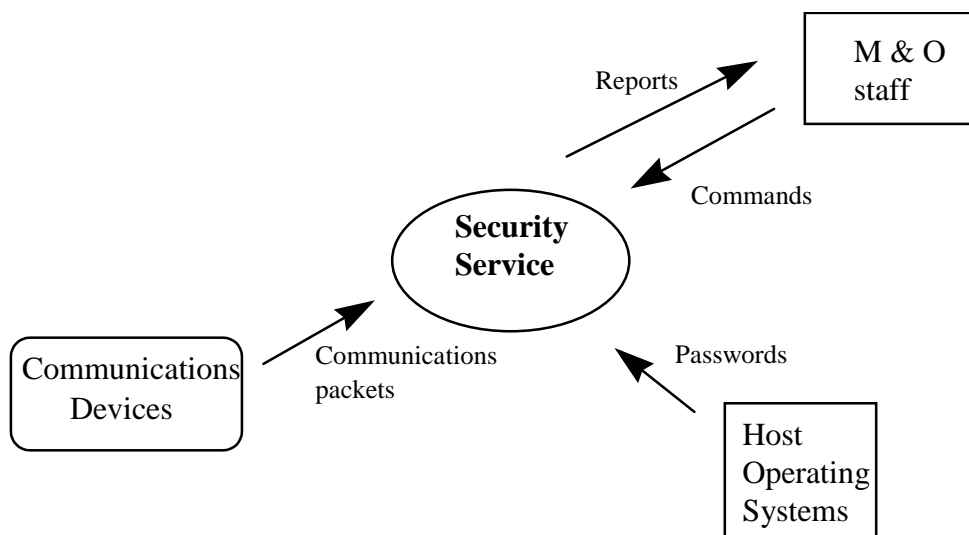 M & O
staff
Reports
Commands
Security
Service
Communications
Devices
Communications
packets
Passwords
Host
Operating
Systems